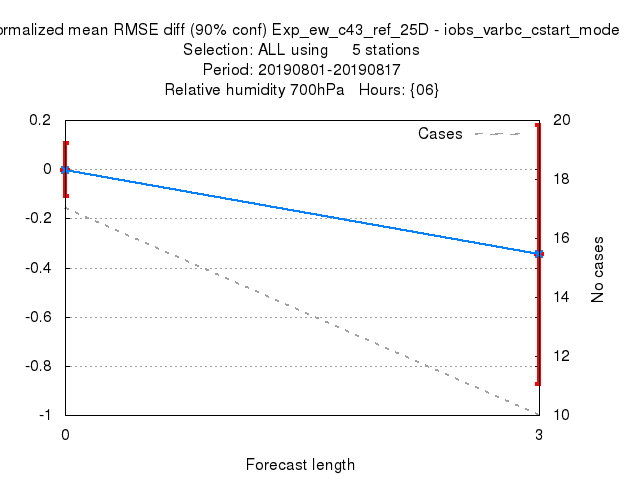 ormalized mean RMSE diff (90% conf) Exp_ew_c43_ref_25D - iobs_varbc_cstart_mode
Selection: ALL using 5 stations
Period: 20190801-20190817
Relative humidity 700hPa Hours: {06}
Cases
0.2
0
-0.2
-0.4
-0.6
-0.8
-1
20
18
16
14
12
10
No cases
0
3
Forecast length